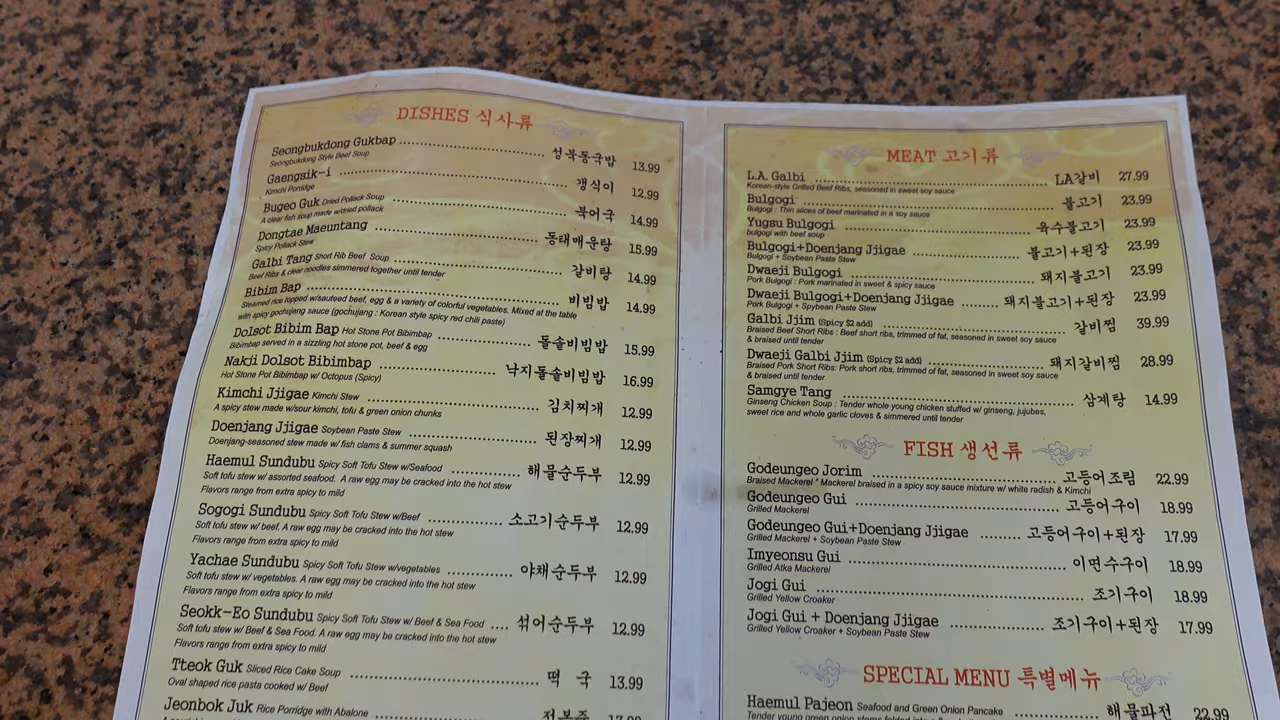 DISHES 식사류
Seongbukdong Gukbap 성북동국밥 13.99
Seongbukdong Style Beef Soup
Gaengsik-i 갱식이 12.99
Kimchi Porridge
Bugeo Guk Dried Pollack Soup 북어국 14.99
A clear fish soup made w/dried pollack
Dongtae Maeuntang 동태매운탕 15.99
Spicy Pollack Stew
Galbi Tang Short Rib Beef Soup 갈비탕 14.99
Beef Ribs & clear noodles simmered together until tender
Bibim Bap 비빔밥 14.99
Steamed rice topped w/sauteed beef, egg & a variety of colorful vegetables. Mixed at the table
with spicy gochujang sauce (gochujang : Korean style spicy red chili paste)
Dolsot Bibim Bap Hot Stone Pot Bibimbap 돌솥비빔밥 15.99
Bibimbap served in a sizzling hot stone pot, beef & egg
Nakji Dolsot Bibimbap 낙지돌솥비빔밥 16.99
Hot Stone Pot Bibimbap w/ Octopus (Spicy)
Kimchi Jjigae Kimchi Stew 김치찌개 12.99
A spicy stew made w/sour kimchi, tofu & green onion chunks
Doenjang Jjigae Soybean Paste Stew 된장찌개 12.99
Doenjang-seasoned stew made w/ fish clams & summer squash
Haemul Sundubu Spicy Soft Tofu Stew w/Seafood 해물순두부 12.99
Soft tofu stew w/ assorted seafood. A raw egg may be cracked into the hot stew
Flavors range from extra spicy to mild
Sogogi Sundubu Spicy Soft Tofu Stew w/Beef 소고기순두부 12.99
Soft tofu stew w/ beef. A raw egg may be cracked into the hot stew
Flavors range from extra spicy to mild
Yachae Sundubu Spicy Soft Tofu Stew w/vegetables 야채순두부 12.99
Soft tofu stew w/ vegetables. A raw egg may be cracked into the hot stew
Flavors range from extra spicy to mild
Seokk-Eo Sundubu Spicy Soft Tofu Stew w/ Beef & Sea Food 섞어순두부 12.99
Soft tofu stew w/ Beef & Sea Food. A raw egg may be cracked into the hot stew
Flavors range from extra spicy to mild
Tteok Guk Sliced Rice Cake Soup 떡 국 13.99
Oval shaped rice pasta cooked w/ Beef
Jeonbok Juk Rice Porridge with Abalone 전복죽
MEAT 고기류
L.A. Galbi LA갈비 27.99
Korean-style Grilled Beef Ribs, seasoned in sweet soy sauce
Bulgogi 불고기 23.99
Bulgogi : Thin slices of beef marinated in a soy sauce
Yugsu Bulgogi 육수불고기 23.99
bulgogi with beef soup
Bulgogi+Doenjang Jjigae 불고기+된장 23.99
Bulgogi + Soybean Paste Stew
Dwaeji Bulgogi 돼지불고기 23.99
Pork Bulgogi : Pork marinated in sweet & spicy sauce
Dwaeji Bulgogi+Doenjang Jjigae 돼지불고기+된장 23.99
Pork Bulgogi + Spybean Paste Stew
Galbi Jjim (Spicy $2 add) 갈비찜 39.99
Braised Beef Short Ribs : Beef short ribs, trimmed of fat, seasoned in sweet soy sauce
& braised until tender
Dwaeji Galbi Jjim (Spicy $2 add) 돼지갈비찜 28.99
Braised Pork Short Ribs: Pork short ribs, trimmed of fat, seasoned in sweet soy sauce
& braised until tender
Samgye Tang 삼계탕 14.99
Ginseng Chicken Soup : Tender whole young chicken stuffed w/ ginseng, jujubes,
sweet rice and whole garlic cloves & simmered until tender
FISH 생선류
Godeungeo Jorim 고등어조림 22.99
Braised Mackerel * Mackerel braised in a spicy soy sauce mixture w/ white radish & Kimchi
Godeungeo Gui 고등어구이 18.99
Grilled Mackerel
Godeungeo Gui+Doenjang Jjigae 고등어구이+된장 17.99
Grilled Mackerel + Soybean Paste Stew
Imyeonsu Gui 이면수구이 18.99
Grilled Atka Mackerel
Jogi Gui 조기구이 18.99
Grilled Yellow Croaker
Jogi Gui + Doenjang Jjigae 조기구이+된장 17.99
Grilled Yellow Croaker + Soybean Paste Stew
SPECIAL MENU 특별메뉴
Haemul Pajeon Seafood and Green Onion Pancake 해물파전 22.99